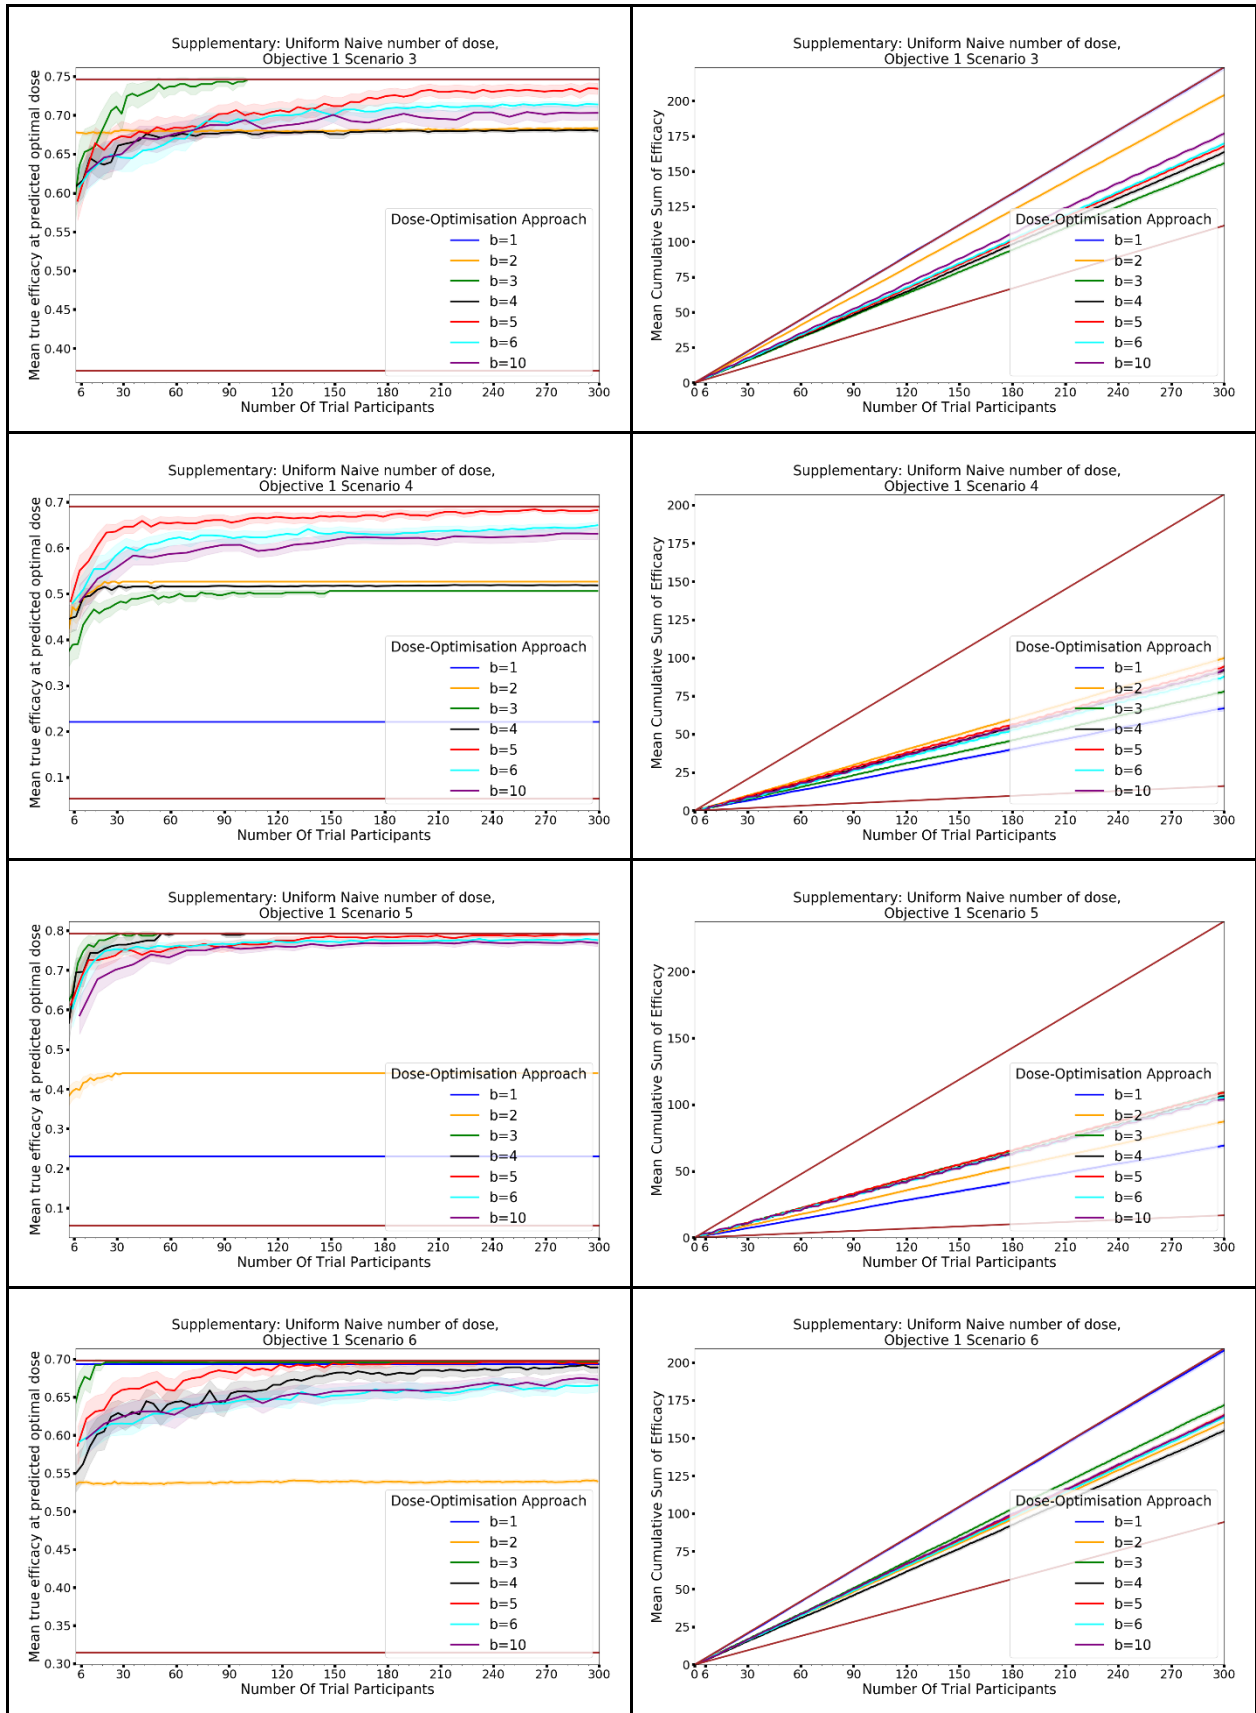 Supplementary: Uniform Naive number of dose,
Objective 1 Scenario 3
Mean true efficacy at predicted optimal dose
0.75
0.70
0.65
0.60
0.55
0.50
0.45
0.40
Dose-Optimisation Approach
b=1
b=2
b=3
b=4
b=5
b=6
b=10
6 30 60 90 120 150 180 210 240 270 300
Number Of Trial Participants
Supplementary: Uniform Naive number of dose,
Objective 1 Scenario 3
Mean Cumulative Sum of Efficacy
200
175
150
125
100
75
50
25
0
Dose-Optimisation Approach
b=1
b=2
b=3
b=4
b=5
b=6
b=10
0 6 30 60 90 120 150 180 210 240 270 300
Number Of Trial Participants
Supplementary: Uniform Naive number of dose,
Objective 1 Scenario 4
Mean true efficacy at predicted optimal dose
0.7
0.6
0.5
0.4
0.3
0.2
0.1
Dose-Optimisation Approach
b=1
b=2
b=3
b=4
b=5
b=6
b=10
6 30 60 90 120 150 180 210 240 270 300
Number Of Trial Participants
Supplementary: Uniform Naive number of dose,
Objective 1 Scenario 4
Mean Cumulative Sum of Efficacy
200
175
150
125
100
75
50
25
0
Dose-Optimisation Approach
b=1
b=2
b=3
b=4
b=5
b=6
b=10
0 6 30 60 90 120 150 180 210 240 270 300
Number Of Trial Participants
Supplementary: Uniform Naive number of dose,
Objective 1 Scenario 5
Mean true efficacy at predicted optimal dose
0.8
0.7
0.6
0.5
0.4
0.3
0.2
0.1
Dose-Optimisation Approach
b=1
b=2
b=3
b=4
b=5
b=6
b=10
6 30 60 90 120 150 180 210 240 270 300
Number Of Trial Participants
Supplementary: Uniform Naive number of dose,
Objective 1 Scenario 5
Mean Cumulative Sum of Efficacy
200
150
100
50
0
Dose-Optimisation Approach
b=1
b=2
b=3
b=4
b=5
b=6
b=10
0 6 30 60 90 120 150 180 210 240 270 300
Number Of Trial Participants
Supplementary: Uniform Naive number of dose,
Objective 1 Scenario 6
Mean true efficacy at predicted optimal dose
0.70
0.65
0.60
0.55
0.50
0.45
0.40
0.35
0.30
Dose-Optimisation Approach
b=1
b=2
b=3
b=4
b=5
b=6
b=10
6 30 60 90 120 150 180 210 240 270 300
Number Of Trial Participants
Supplementary: Uniform Naive number of dose,
Objective 1 Scenario 6
Mean Cumulative Sum of Efficacy
200
175
150
125
100
75
50
25
0
Dose-Optimisation Approach
b=1
b=2
b=3
b=4
b=5
b=6
b=10
0 6 30 60 90 120 150 180 210 240 270 300
Number Of Trial Participants